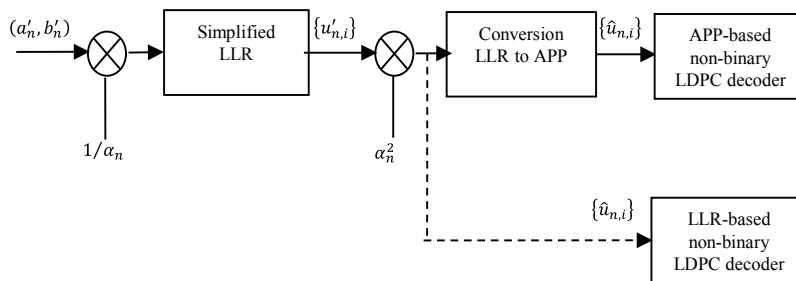 (a′ₙ, b′ₙ)
1/αₙ
Simplified
LLR
{u′ₙ,ᵢ}
αₙ²
Conversion
LLR to APP
{ûₙ,ᵢ}
APP-based
non-binary
LDPC decoder
{ûₙ,ᵢ}
LLR-based
non-binary
LDPC decoder